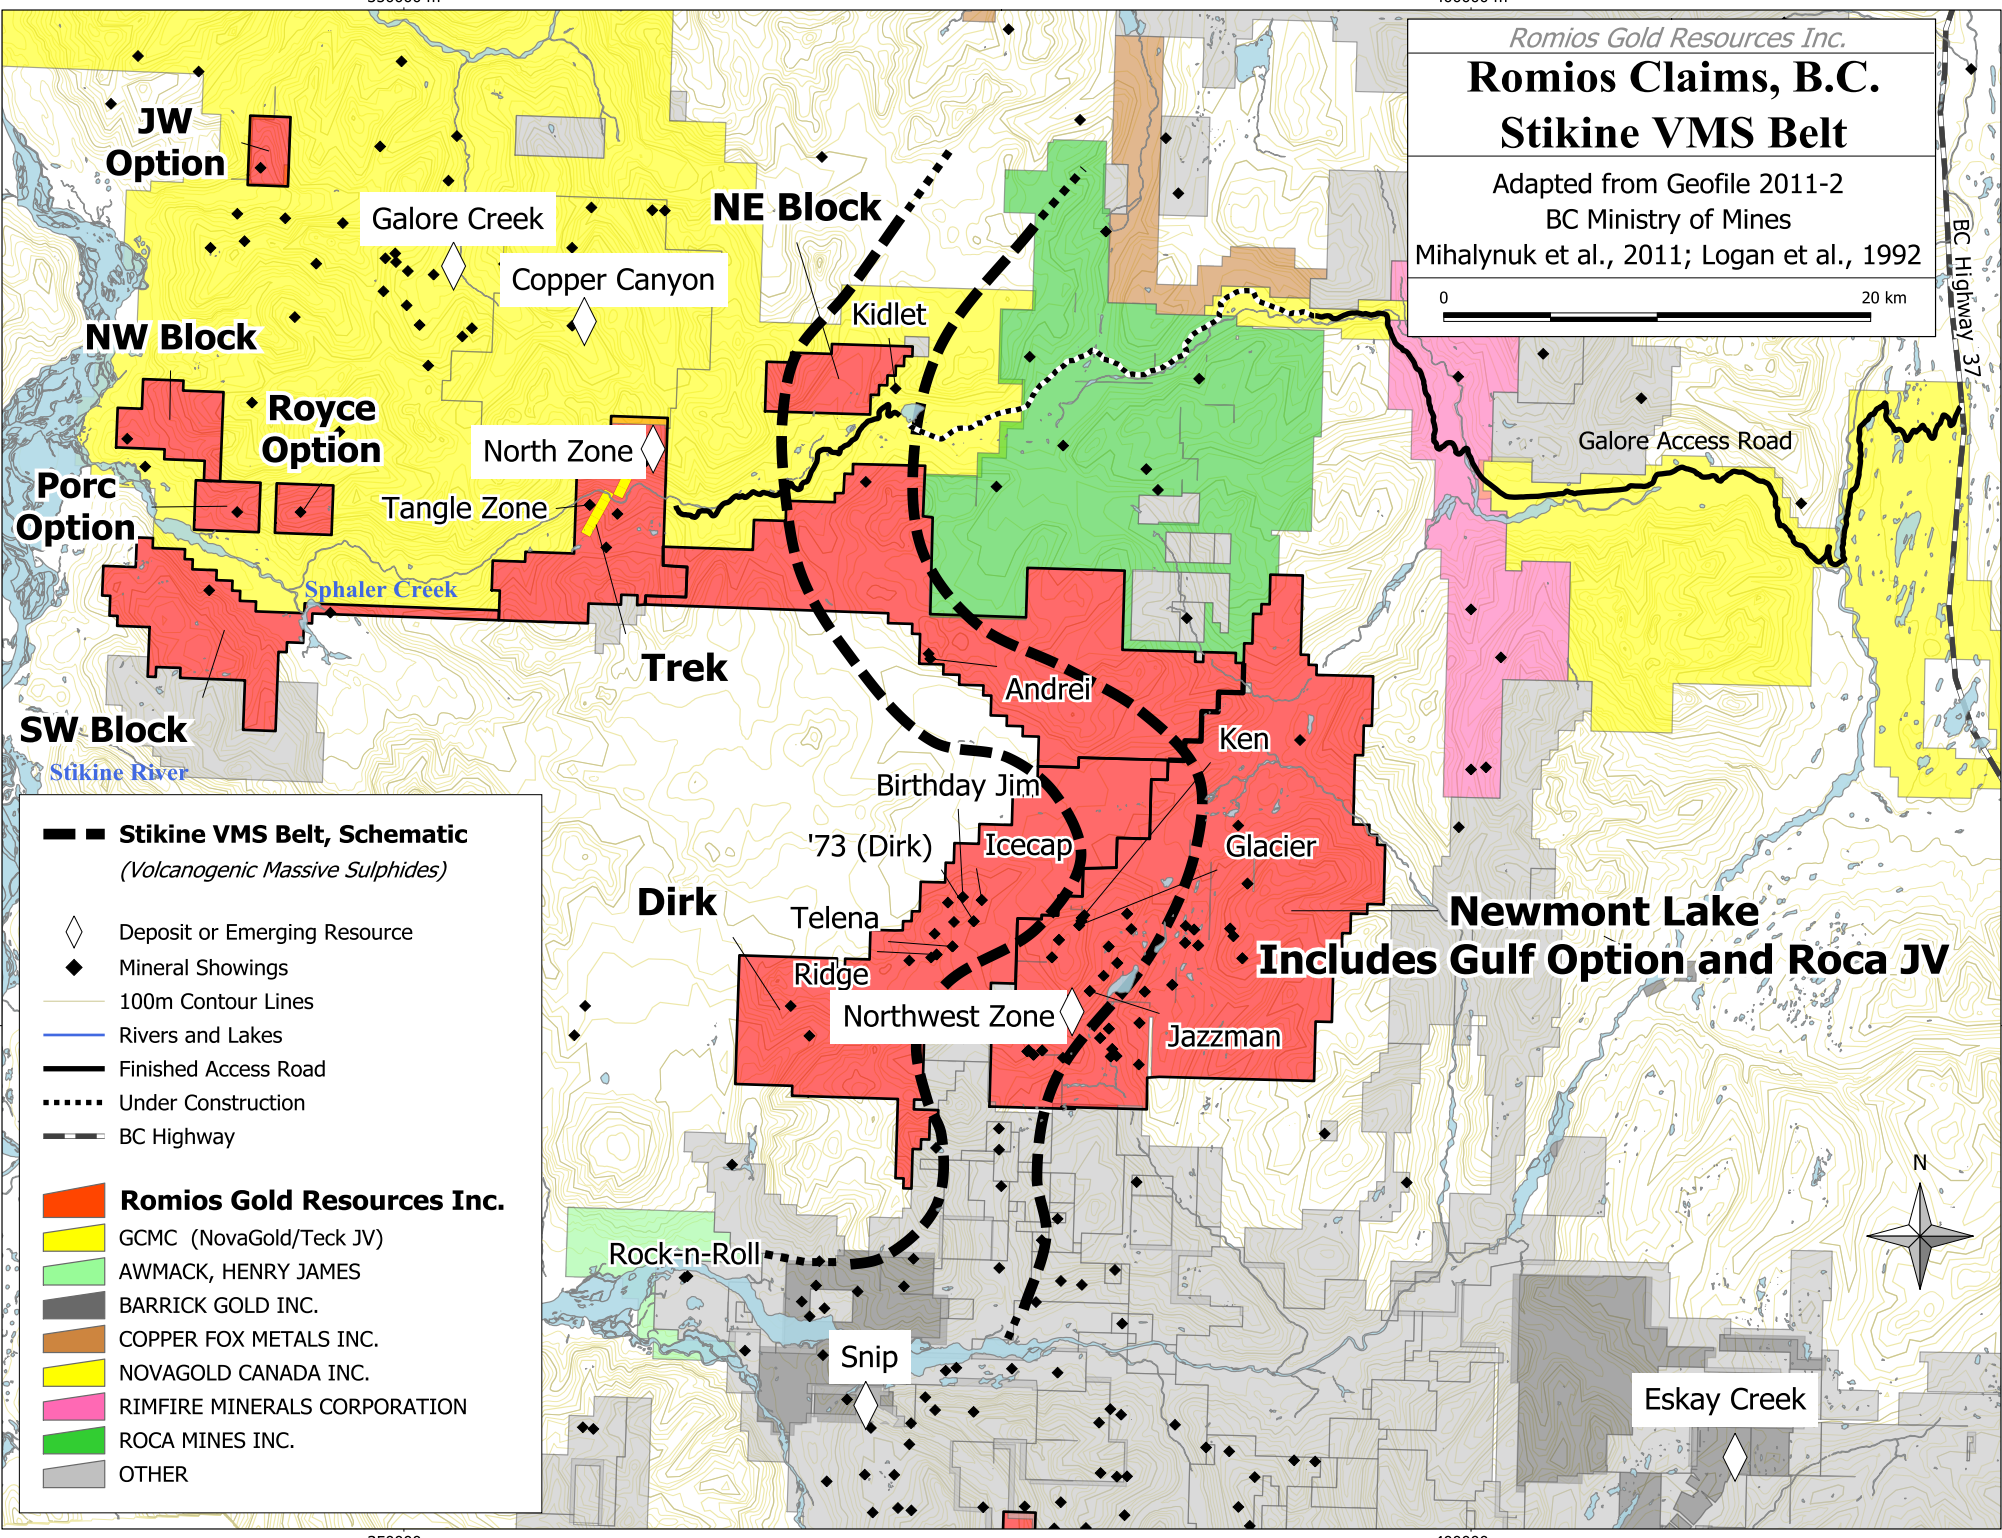 Romios Gold Resources Inc.
Romios Claims, B.C.
Stikine VMS Belt
Adapted from Geofile 2011-2
BC Ministry of Mines
Mihalynuk et al., 2011; Logan et al., 1992
0 20 km
BC Highway 37
JW
Option
Galore Creek
NE Block
Copper Canyon
Kidlet
NW Block
Royce
Option
North Zone
Galore Access Road
Porc
Option
Tangle Zone
Sphaler Creek
Trek
Andrei
SW Block
Stikine River
Ken
Birthday Jim
'73 (Dirk)
Icecap
Glacier
Dirk
Telena
Newmont Lake
Includes Gulf Option and Roca JV
Ridge
Northwest Zone
Jazzman
Rock-n-Roll
Snip
Eskay Creek
N
Stikine VMS Belt, Schematic
(Volcanogenic Massive Sulphides)
Deposit or Emerging Resource
Mineral Showings
100m Contour Lines
Rivers and Lakes
Finished Access Road
Under Construction
BC Highway
Romios Gold Resources Inc.
GCMC (NovaGold/Teck JV)
AWMACK, HENRY JAMES
BARRICK GOLD INC.
COPPER FOX METALS INC.
NOVAGOLD CANADA INC.
RIMFIRE MINERALS CORPORATION
ROCA MINES INC.
OTHER